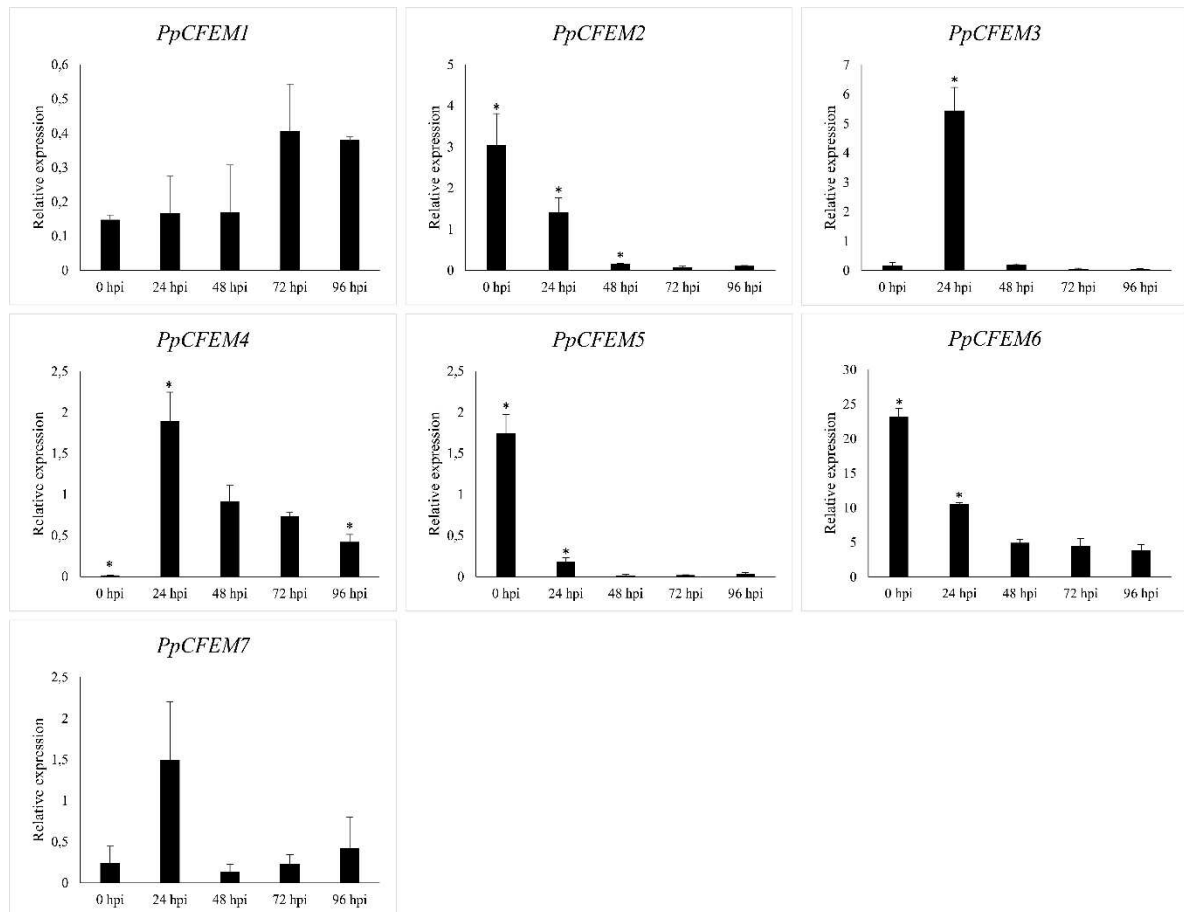 PpCFEM1
Relative expression
0,6
0,5
0,4
0,3
0,2
0,1
0
0 hpi 24 hpi 48 hpi 72 hpi 96 hpi
PpCFEM2
Relative expression
5
4
3
2
1
0
* * *
0 hpi 24 hpi 48 hpi 72 hpi 96 hpi
PpCFEM3
Relative expression
7
6
5
4
3
2
1
0
*
0 hpi 24 hpi 48 hpi 72 hpi 96 hpi
PpCFEM4
Relative expression
2,5
2
1,5
1
0,5
0
* * *
0 hpi 24 hpi 48 hpi 72 hpi 96 hpi
PpCFEM5
Relative expression
2,5
2
1,5
1
0,5
0
* *
0 hpi 24 hpi 48 hpi 72 hpi 96 hpi
PpCFEM6
Relative expression
30
25
20
15
10
5
0
* *
0 hpi 24 hpi 48 hpi 72 hpi 96 hpi
PpCFEM7
Relative expression
2,5
2
1,5
1
0,5
0
0 hpi 24 hpi 48 hpi 72 hpi 96 hpi